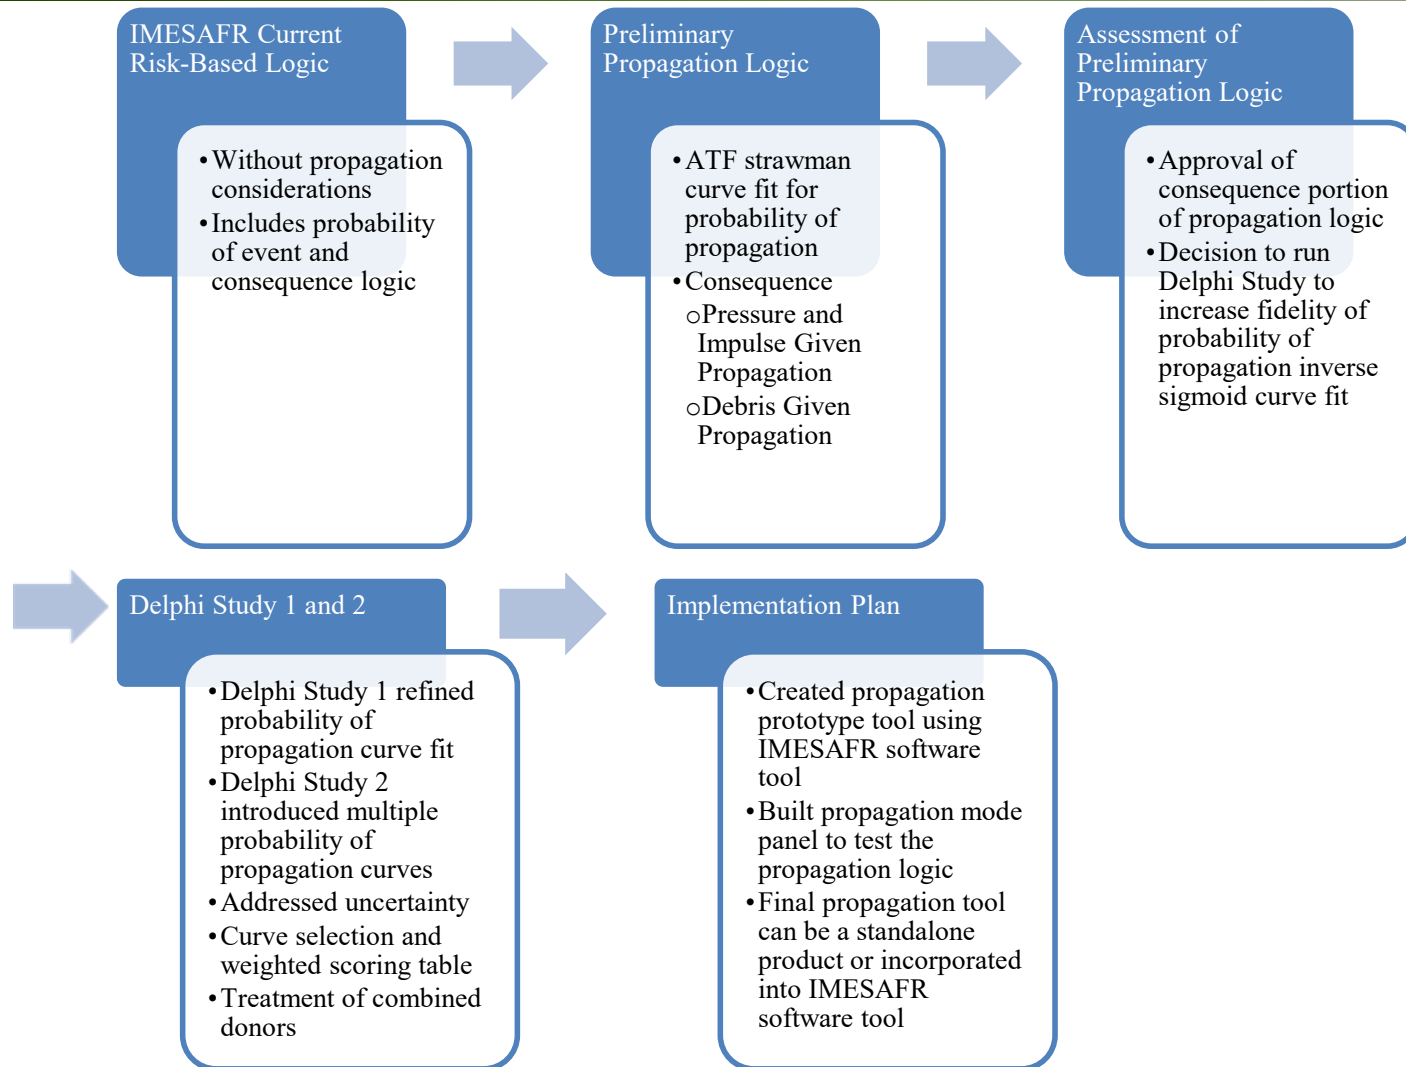 IMESAFR Current
Risk-Based Logic
•Without propagation
considerations
•Includes probability
of event and
consequence logic
Preliminary
Propagation Logic
•ATF strawman
curve fit for
probability of
propagation
•Consequence
oPressure and
Impulse Given
Propagation
oDebris Given
Propagation
Assessment of
Preliminary
Propagation Logic
•Approval of
consequence portion
of propagation logic
•Decision to run
Delphi Study to
increase fidelity of
probability of
propagation inverse
sigmoid curve fit
Delphi Study 1 and 2
•Delphi Study 1 refined
probability of
propagation curve fit
•Delphi Study 2
introduced multiple
probability of
propagation curves
•Addressed uncertainty
•Curve selection and
weighted scoring table
•Treatment of combined
donors
Implementation Plan
•Created propagation
prototype tool using
IMESAFR software
tool
•Built propagation mode
panel to test the
propagation logic
•Final propagation tool
can be a standalone
product or incorporated
into IMESAFR
software tool